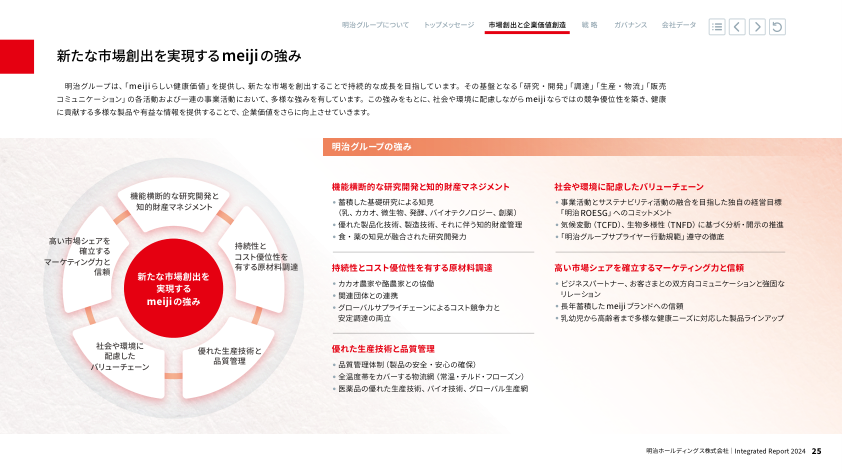 明治グループについて
トップメッセージ
市場創出と企業価値創造
戦 略
ガバナンス
会社データ
新たな市場創出を実現するmeijiの強み
明治グループは、「meijiらしい健康価値」を提供し、新たな市場を創出することで持続的な成長を目指しています。その基盤となる「研究・開発」「調達」「生産・物流」「販売
コミュニケーション」の各活動および一連の事業活動において、多様な強みを有しています。この強みをもとに、社会や環境に配慮しながらmeijiならではの競争優位性を築き、健康
に貢献する多様な製品や有益な情報を提供することで、企業価値をさらに向上させていきます。
機能横断的な研究開発と
知的財産マネジメント
持続性と
コスト優位性を
有する原材料調達
優れた生産技術と
品質管理
社会や環境に
配慮した
バリューチェーン
高い市場シェアを
確立する
マーケティング力と
信頼
新たな市場創出を
実現する
meijiの強み
明治グループの強み
機能横断的な研究開発と知的財産マネジメント
• 蓄積した基礎研究による知見
（乳、カカオ、微生物、発酵、バイオテクノロジー、創薬）
• 優れた製品化技術、製造技術、それに伴う知的財産管理
• 食・薬の知見が融合された研究開発力
持続性とコスト優位性を有する原材料調達
• カカオ農家や酪農家との協働
• 関連団体との連携
• グローバルサプライチェーンによるコスト競争力と
安定調達の両立
優れた生産技術と品質管理
• 品質管理体制（製品の安全・安心の確保）
• 全温度帯をカバーする物流網（常温・チルド・フローズン）
• 医薬品の優れた生産技術、バイオ技術、グローバル生産網
社会や環境に配慮したバリューチェーン
• 事業活動とサステナビリティ活動の融合を目指した独自の経営目標
「明治ROESG」へのコミットメント
• 気候変動（TCFD）、生物多様性（TNFD）に基づく分析・開示の推進
• 「明治グループサプライヤー行動規範」遵守の徹底
高い市場シェアを確立するマーケティング力と信頼
• ビジネスパートナー、お客さまとの双方向コミュニケーションと強固な
リレーション
• 長年蓄積したmeijiブランドへの信頼
• 乳幼児から高齢者まで多様な健康ニーズに対応した製品ラインアップ
明治ホールディングス株式会社 | Integrated Report 2024 25